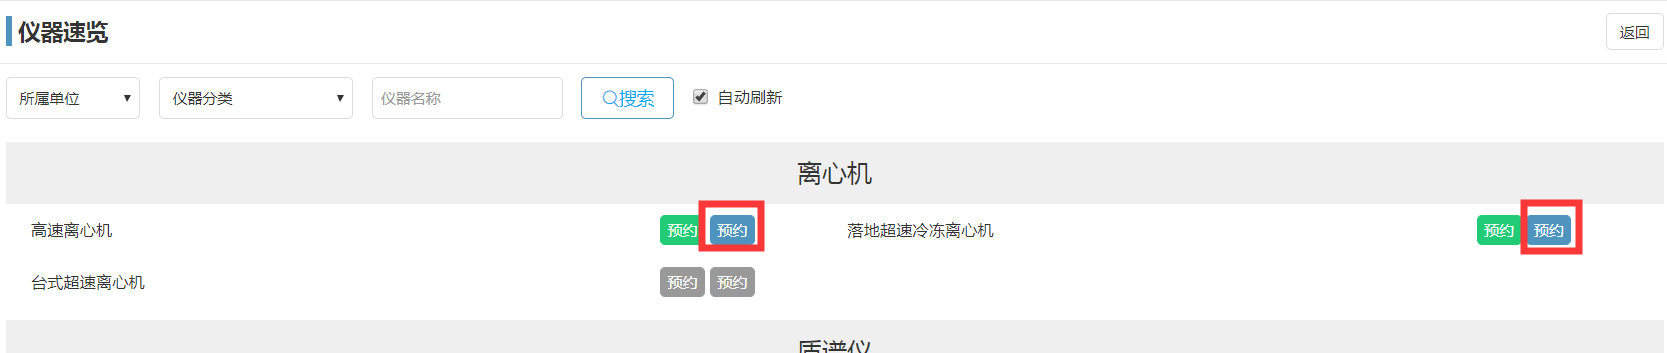 仪器速览
返回
所属单位 仪器分类 仪器名称 搜索 自动刷新
离心机
高速离心机 预约 预约 落地超速冷冻离心机 预约 预约
台式超速离心机 预约 预约
质谱仪